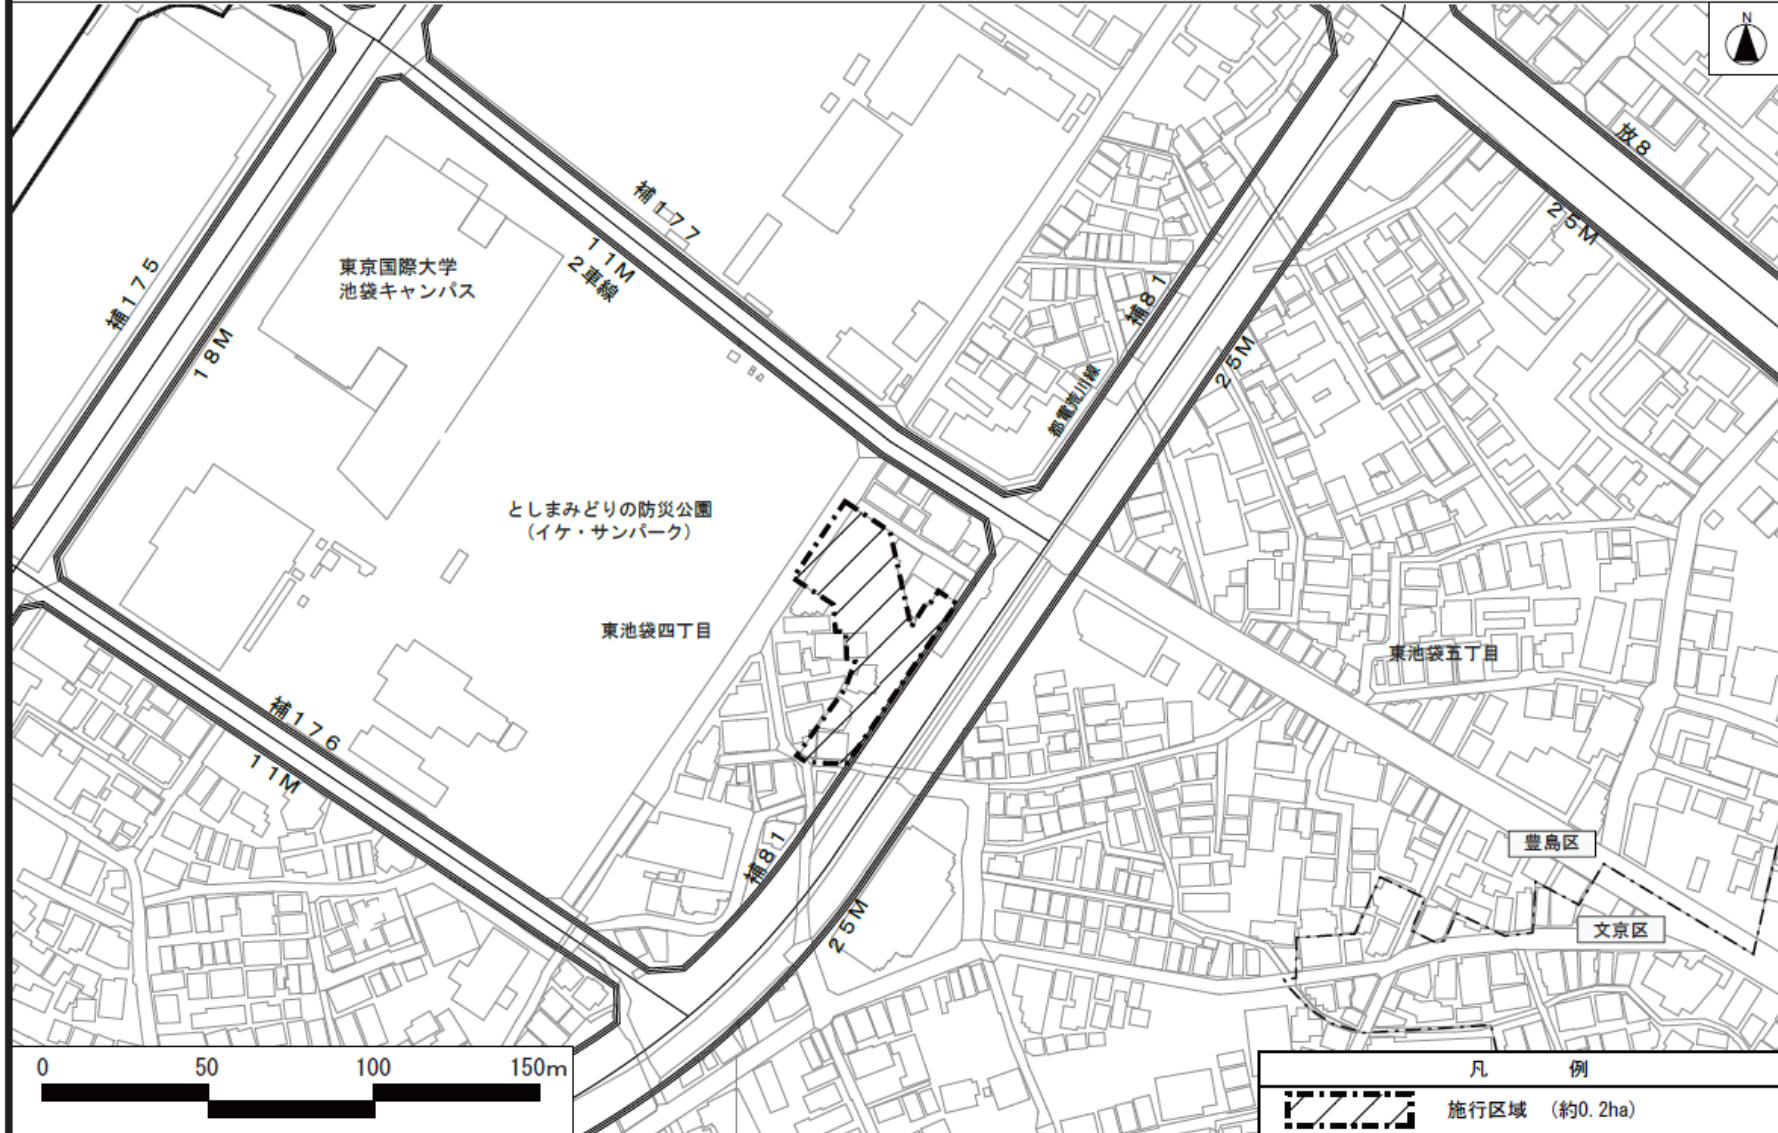 N
放8
25M
補177
11M
2車線
東京国際大学
池袋キャンパス
補175
18M
補81
25M
都電荒川線
としまみどりの防災公園
(イケ・サンパーク)
東池袋四丁目
東池袋五丁目
補176
11M
補81
25M
豊島区
文京区
0 50 100 150m
凡 例
施行区域 (約0.2ha)